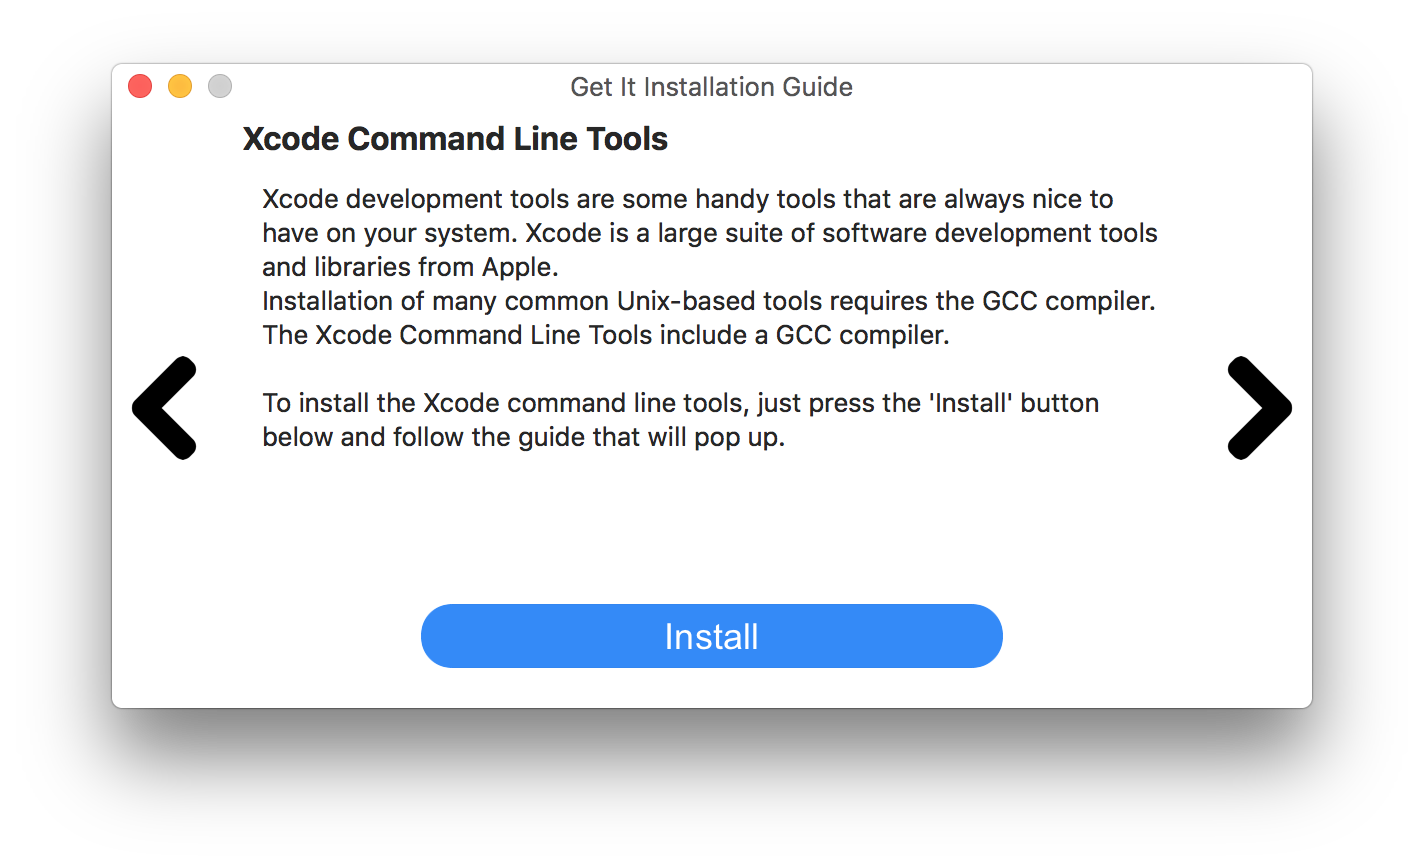 Get It Installation Guide
Xcode Command Line Tools
Xcode development tools are some handy tools that are always nice to
have on your system. Xcode is a large suite of software development tools
and libraries from Apple.
Installation of many common Unix-based tools requires the GCC compiler.
The Xcode Command Line Tools include a GCC compiler.
To install the Xcode command line tools, just press the 'Install' button
below and follow the guide that will pop up.
Install